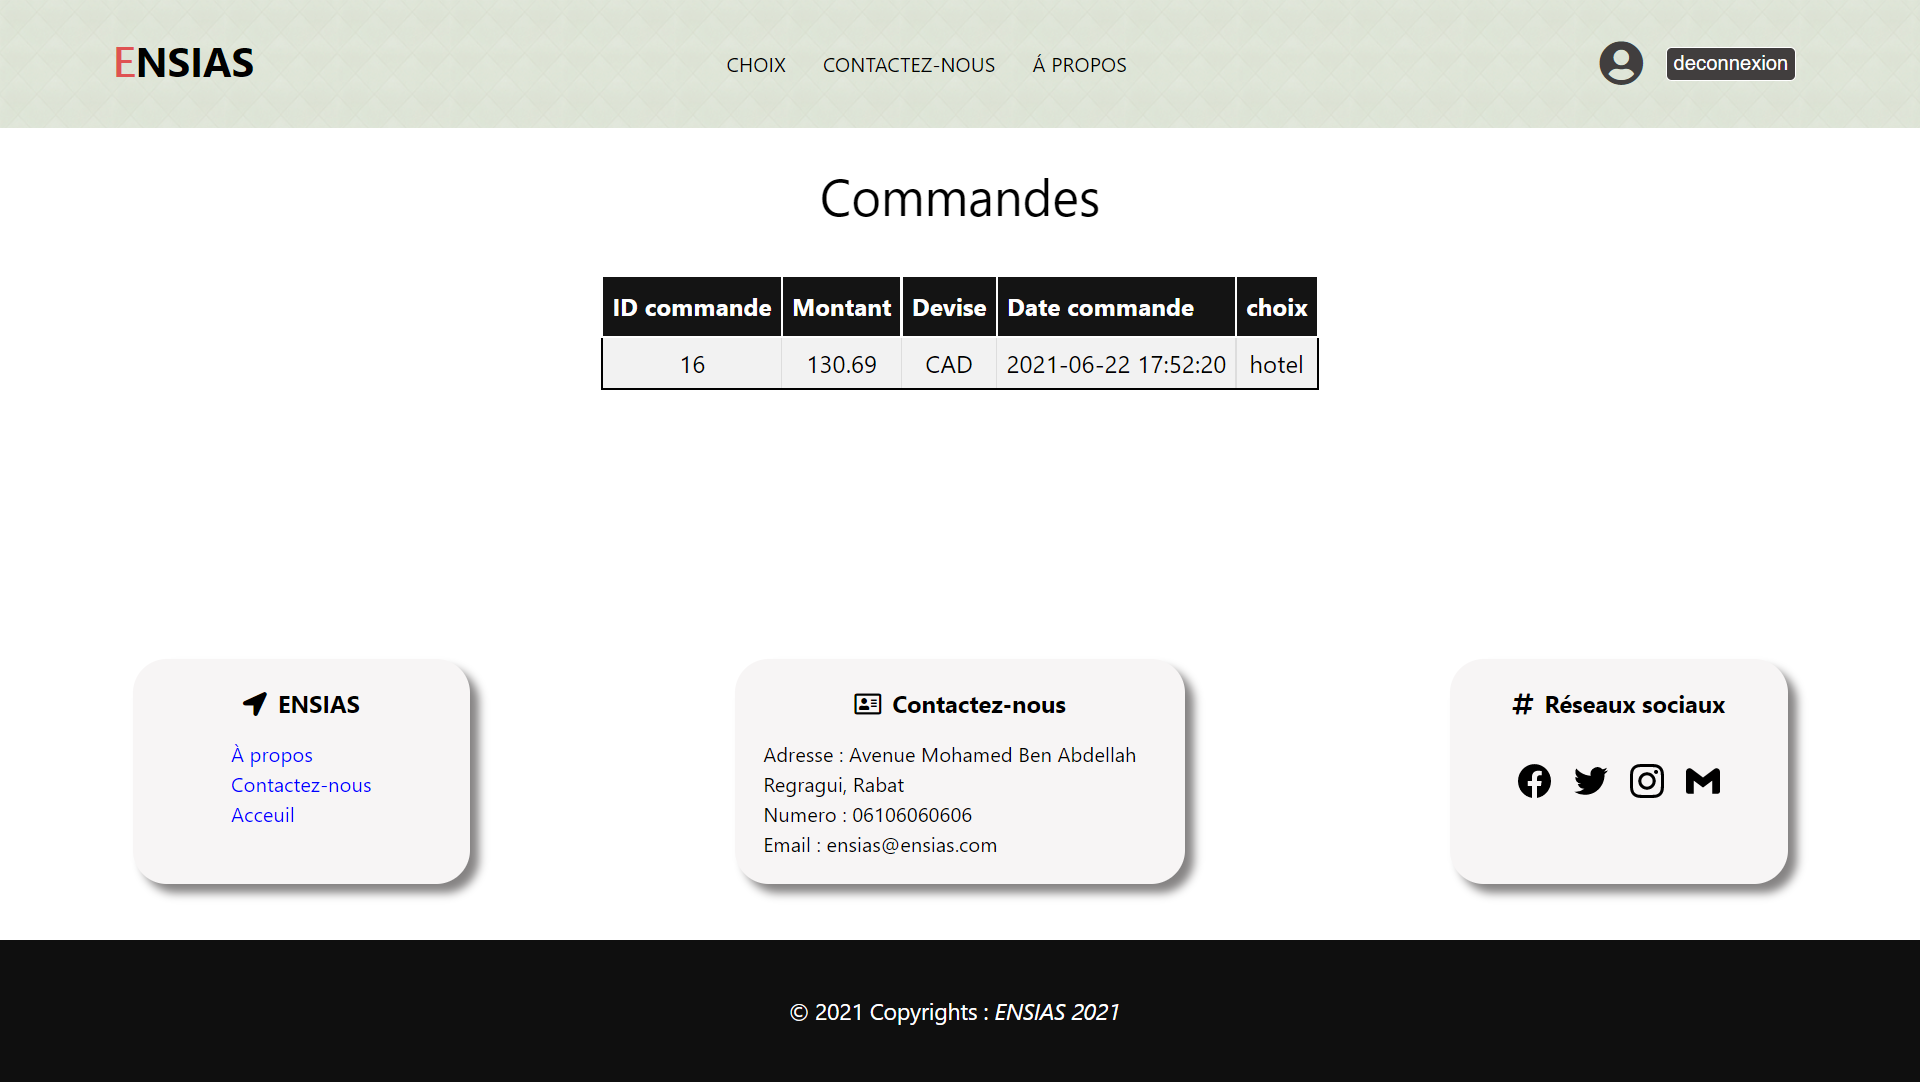 ENSIAS
CHOIX CONTACTEZ-NOUS Á PROPOS
deconnexion
Commandes
ID commande Montant Devise Date commande choix
16 130.69 CAD 2021-06-22 17:52:20 hotel
ENSIAS
À propos
Contactez-nous
Acceuil
Contactez-nous
Adresse : Avenue Mohamed Ben Abdellah
Regragui, Rabat
Numero : 06106060606
Email : ensias@ensias.com
# Réseaux sociaux
© 2021 Copyrights : ENSIAS 2021